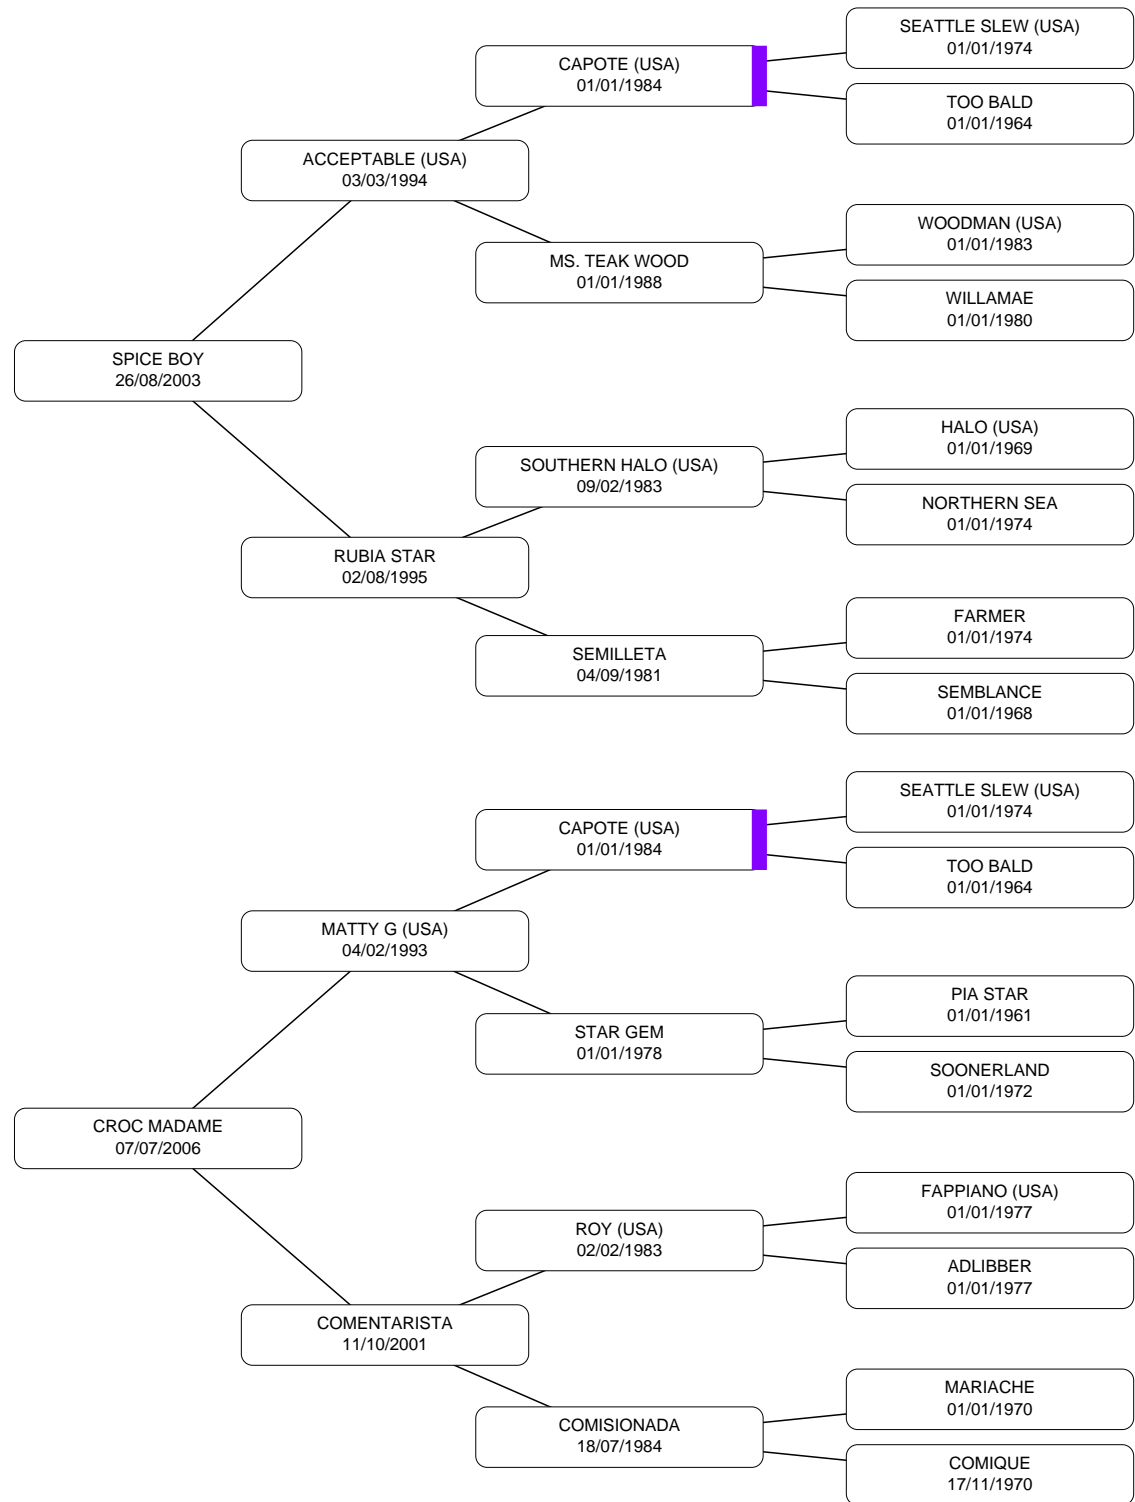 SEATTLE SLEW (USA)
01/01/1974
CAPOTE (USA)
01/01/1984
TOO BALD
01/01/1964
ACCEPTABLE (USA)
03/03/1994
WOODMAN (USA)
01/01/1983
MS. TEAK WOOD
01/01/1988
WILLAMAE
01/01/1980
SPICE BOY
26/08/2003
HALO (USA)
01/01/1969
SOUTHERN HALO (USA)
09/02/1983
NORTHERN SEA
01/01/1974
RUBIA STAR
02/08/1995
FARMER
01/01/1974
SEMILLETA
04/09/1981
SEMBLANCE
01/01/1968
SEATTLE SLEW (USA)
01/01/1974
CAPOTE (USA)
01/01/1984
TOO BALD
01/01/1964
MATTY G (USA)
04/02/1993
PIA STAR
01/01/1961
STAR GEM
01/01/1978
SOONERLAND
01/01/1972
CROC MADAME
07/07/2006
FAPPIANO (USA)
01/01/1977
ROY (USA)
02/02/1983
ADLIBBER
01/01/1977
COMENTARISTA
11/10/2001
MARIACHE
01/01/1970
COMISIONADA
18/07/1984
COMIQUE
17/11/1970